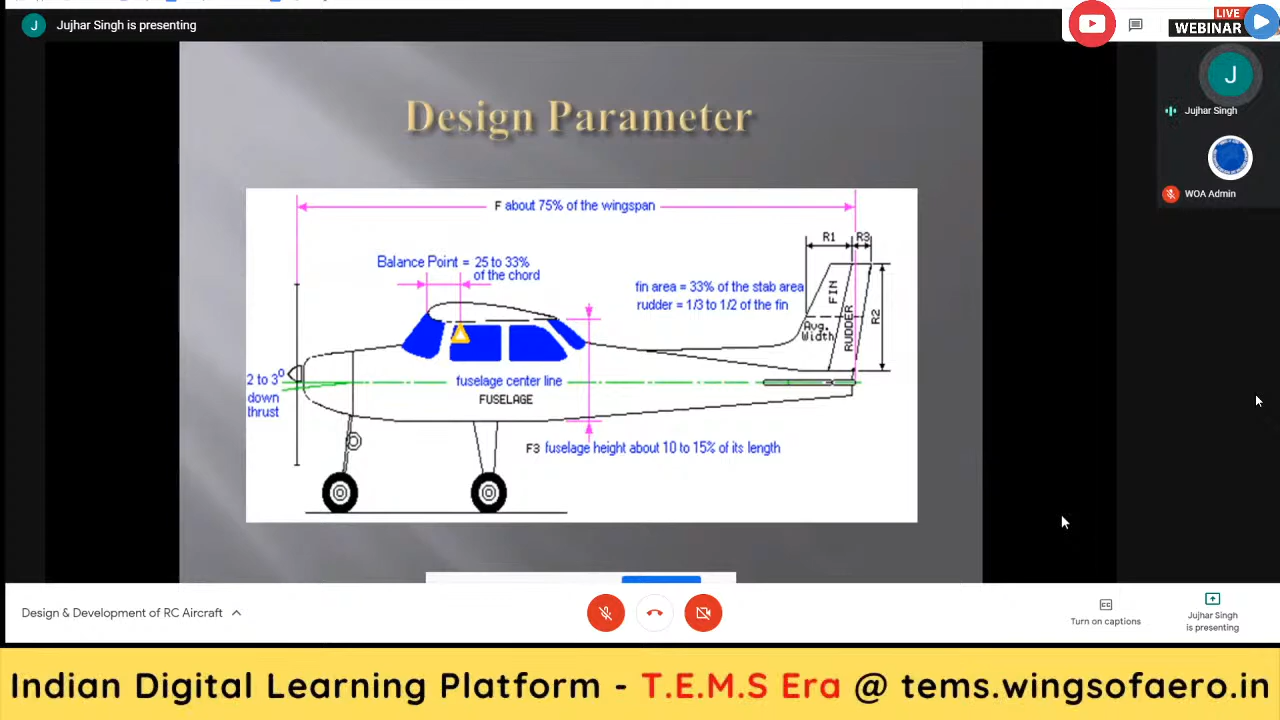 J Jujhar Singh is presenting
LIVE
WEBINAR
J
Jujhar Singh
WOA Admin
Design Parameter
F about 75% of the wingspan
R1
R3
Balance Point = 25 to 33%
of the chord
fin area = 33% of the stab area
rudder = 1/3 to 1/2 of the fin
FIN
Avg.
Width
RUDDER
R2
2 to 3°
down
thrust
fuselage center line
FUSELAGE
F3 fuselage height about 10 to 15% of its length
Design & Development of RC Aircraft
Turn on captions
Jujhar Singh
is presenting
Indian Digital Learning Platform - T.E.M.S Era @ tems.wingsofaero.in